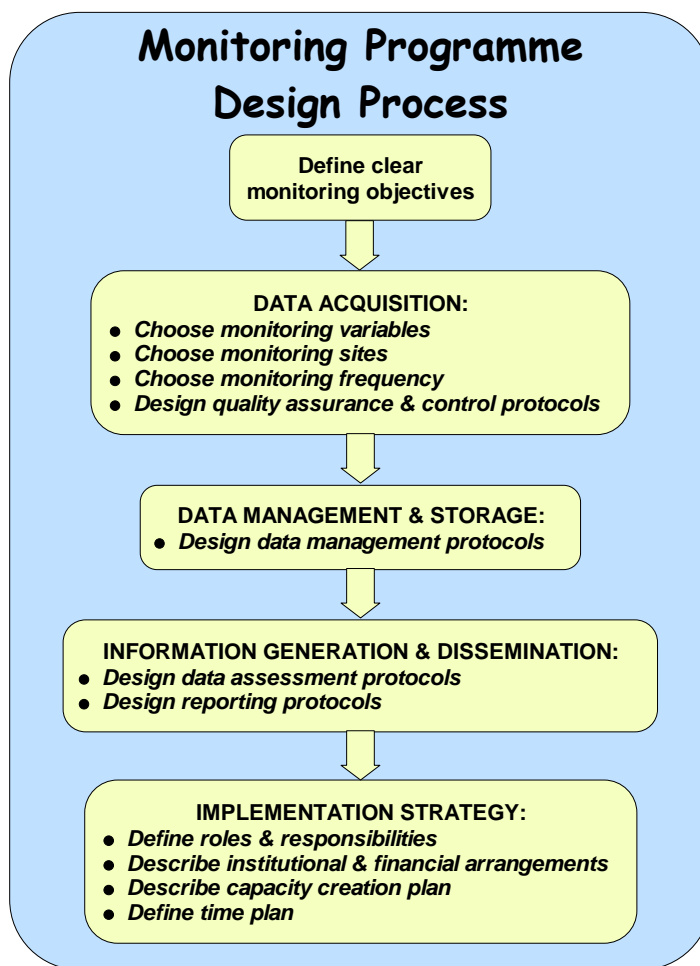 Monitoring Programme
Design Process
Define clear
monitoring objectives
DATA ACQUISITION:
● Choose monitoring variables
● Choose monitoring sites
● Choose monitoring frequency
● Design quality assurance & control protocols
DATA MANAGEMENT & STORAGE:
● Design data management protocols
INFORMATION GENERATION & DISSEMINATION:
● Design data assessment protocols
● Design reporting protocols
IMPLEMENTATION STRATEGY:
● Define roles & responsibilities
● Describe institutional & financial arrangements
● Describe capacity creation plan
● Define time plan